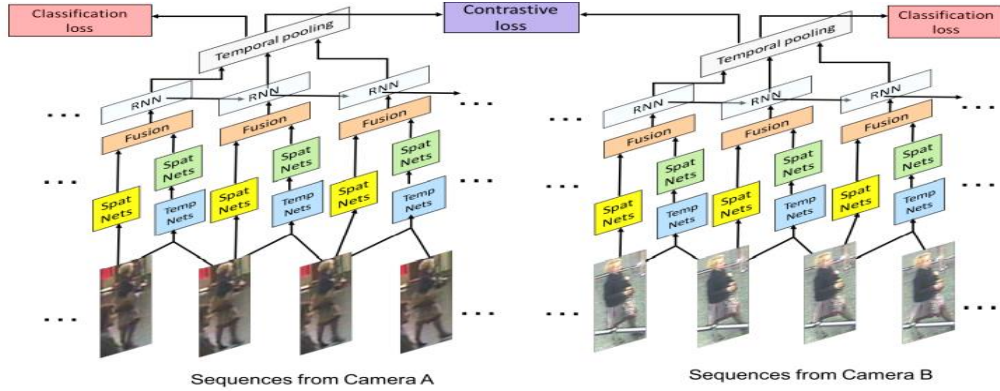 Classification
loss
Contrastive
loss
Classification
loss
Temporal pooling
Temporal pooling
RNN
RNN
RNN
RNN
RNN
RNN
...
...
...
...
Fusion
Fusion
Fusion
Fusion
Fusion
Fusion
Spat
Nets
Spat
Nets
Spat
Nets
Spat
Nets
Spat
Nets
Spat
Nets
...
...
...
...
Spat
Nets
Temp
Nets
Spat
Nets
Temp
Nets
Spat
Nets
Temp
Nets
Spat
Nets
Temp
Nets
Spat
Nets
Temp
Nets
Spat
Nets
Temp
Nets
...
...
...
...
Sequences from Camera A
Sequences from Camera B